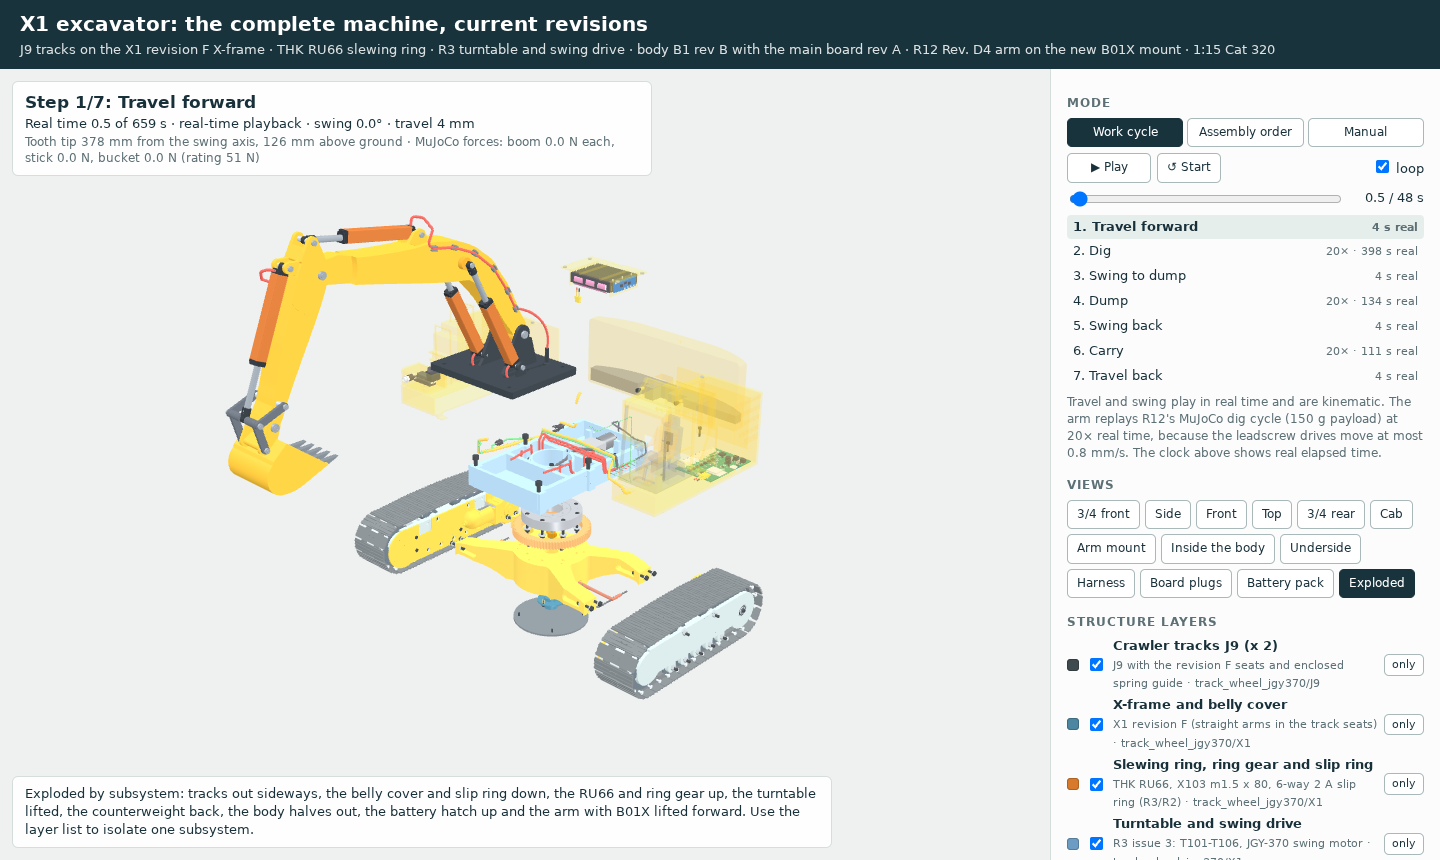 X1 excavator: the complete machine, current revisions
J9 tracks on the X1 revision F X-frame · THK RU66 slewing ring · R3 turntable and swing drive · body B1 rev B with the main board rev A · R12 Rev. D4 arm on the new B01X mount · 1:15 Cat 320
Step 1/7: Travel forward
Real time 0.5 of 659 s · real-time playback · swing 0.0° · travel 4 mm
Tooth tip 378 mm from the swing axis, 126 mm above ground · MuJoCo forces: boom 0.0 N each,
stick 0.0 N, bucket 0.0 N (rating 51 N)
Exploded by subsystem: tracks out sideways, the belly cover and slip ring down, the RU66 and ring gear up, the turntable
lifted, the counterweight back, the body halves out, the battery hatch up and the arm with B01X lifted forward. Use the
layer list to isolate one subsystem.
MODE
Work cycle
Assembly order
Manual
▶ Play
↺ Start
loop
0.5 / 48 s
1. Travel forward 4 s real
2. Dig 20× · 398 s real
3. Swing to dump 4 s real
4. Dump 20× · 134 s real
5. Swing back 4 s real
6. Carry 20× · 111 s real
7. Travel back 4 s real
Travel and swing play in real time and are kinematic. The
arm replays R12's MuJoCo dig cycle (150 g payload) at
20× real time, because the leadscrew drives move at most
0.8 mm/s. The clock above shows real elapsed time.
VIEWS
3/4 front
Side
Front
Top
3/4 rear
Cab
Arm mount
Inside the body
Underside
Harness
Board plugs
Battery pack
Exploded
STRUCTURE LAYERS
Crawler tracks J9 (x 2)
J9 with the revision F seats and enclosed
spring guide · track_wheel_jgy370/J9
only
X-frame and belly cover
X1 revision F (straight arms in the track seats)
· track_wheel_jgy370/X1
only
Slewing ring, ring gear and slip ring
THK RU66, X103 m1.5 x 80, 6-way 2 A slip
ring (R3/R2) · track_wheel_jgy370/X1
only
Turntable and swing drive
R3 issue 3: T101-T106, JGY-370 swing motor ·
only